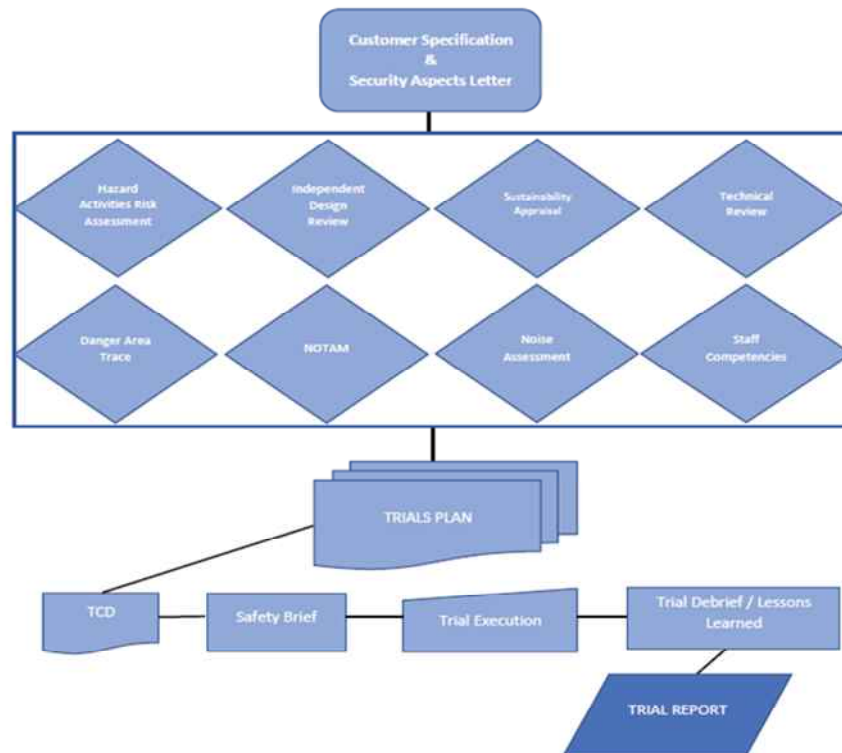 Customer Specification
&
Security Aspects Letter
Hazard
Activities Risk
Assessment
Independent
Design
Review
Sustainability
Appraisal
Technical
Review
Danger Area
Trace
NOTAM
Noise
Assessment
Staff
Competencies
TRIALS PLAN
TCD
Safety Brief
Trial Execution
Trial Debrief / Lessons
Learned
TRIAL REPORT